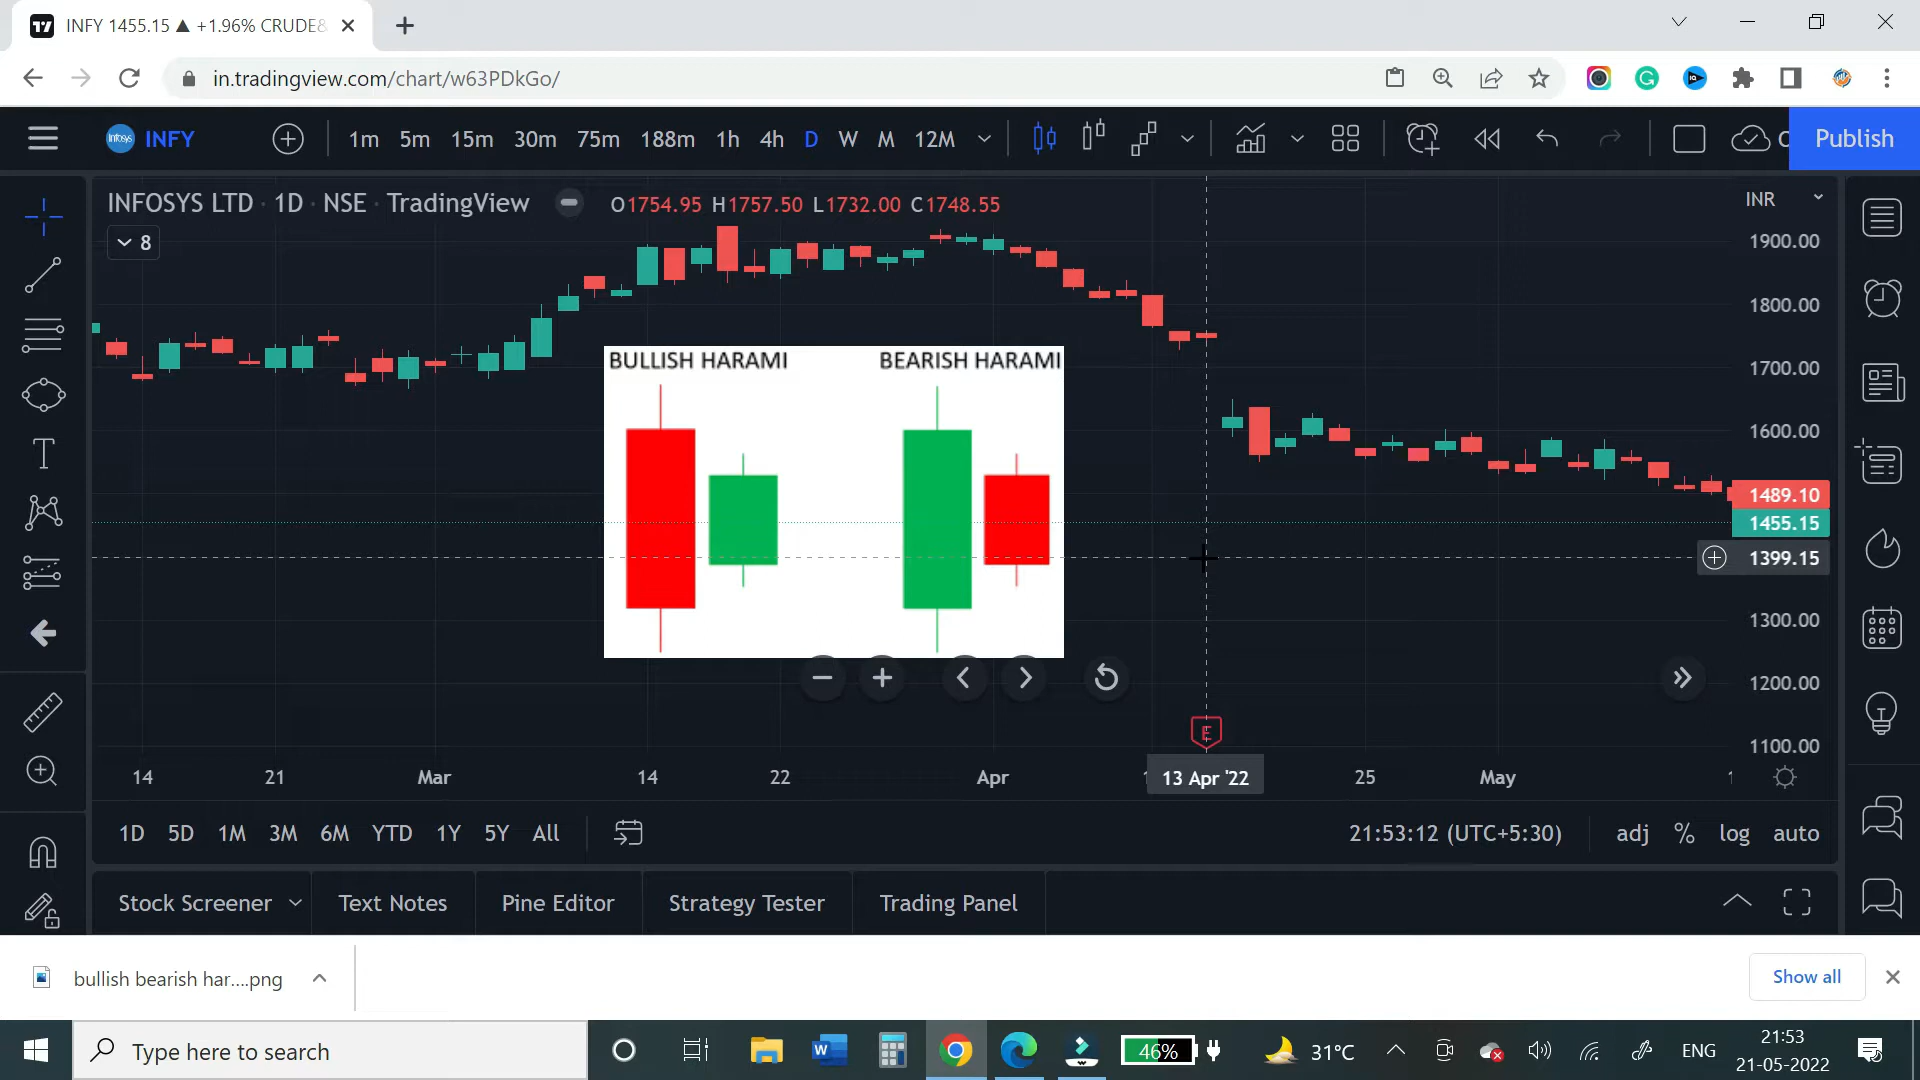 INFY 1455.15 ▲ +1.96% CRUDE8
in.tradingview.com/chart/w63PDkGo/
infosys INFY 1m 5m 15m 30m 75m 188m 1h 4h D W M 12M Publish
INFOSYS LTD · 1D · NSE · TradingView O1754.95 H1757.50 L1732.00 C1748.55 INR
8
1900.00
1800.00
1700.00
1600.00
1489.10
1455.15
1399.15
1300.00
1200.00
1100.00
BULLISH HARAMI BEARISH HARAMI
E
14 21 Mar 14 22 Apr 13 Apr '22 25 May
1D 5D 1M 3M 6M YTD 1Y 5Y All 21:53:12 (UTC+5:30) adj % log auto
Stock Screener Text Notes Pine Editor Strategy Tester Trading Panel
bullish bearish har....png Show all
Type here to search 46% 31°C ENG 21:53
21-05-2022